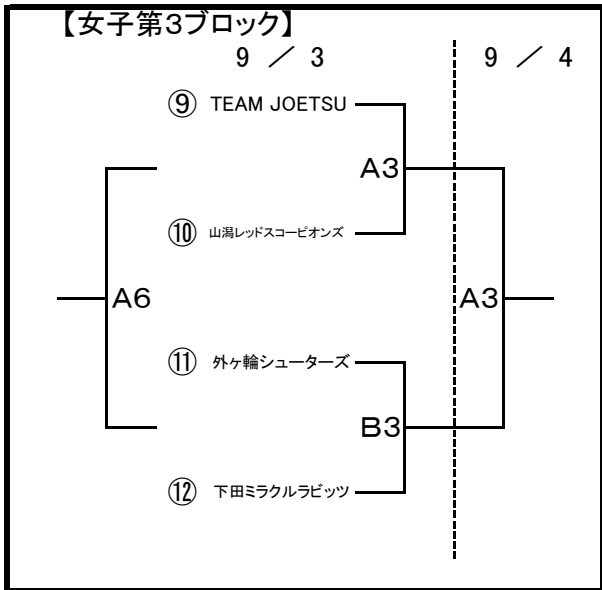 【女子第3ブロック】
９ ／ ３
９ ／ ４
⑨ TEAM JOETSU
A3
⑩ 山潟レッドスコーピオンズ
A6
A3
⑪ 外ヶ輪シューターズ
B3
⑫ 下田ミラクルラビッツ